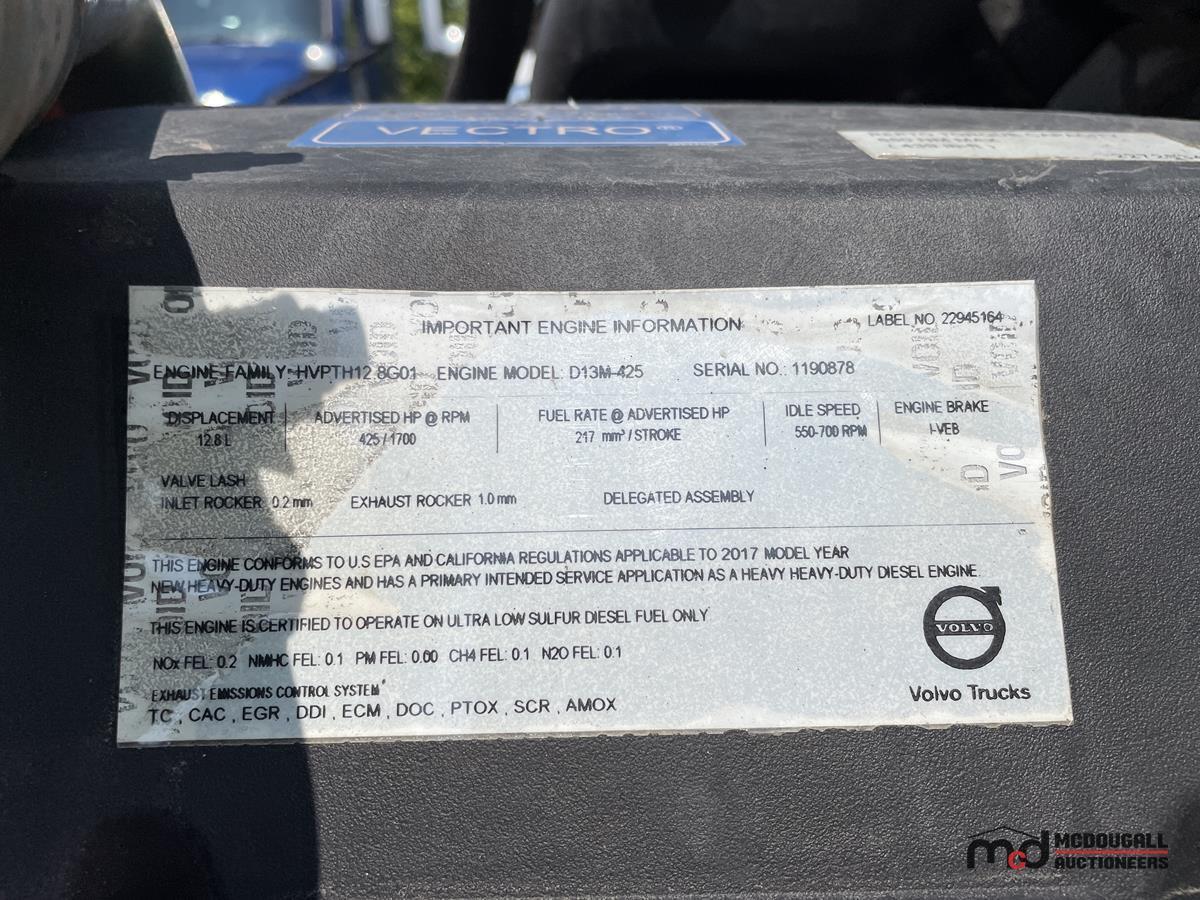 VECTRO®
IMPORTANT ENGINE INFORMATION
LABEL NO. 22945164
ENGINE FAMILY: HVPTH12.8G01 ENGINE MODEL: D13M-425 SERIAL NO.: 1190878
DISPLACEMENT ADVERTISED HP @ RPM FUEL RATE @ ADVERTISED HP IDLE SPEED ENGINE BRAKE
12.8 L 425 / 1700 217 mm³ / STROKE 550-700 RPM I-VEB
VALVE LASH
INLET ROCKER 0.2 mm EXHAUST ROCKER 1.0 mm DELEGATED ASSEMBLY
THIS ENGINE CONFORMS TO U.S EPA AND CALIFORNIA REGULATIONS APPLICABLE TO 2017 MODEL YEAR
NEW HEAVY-DUTY ENGINES AND HAS A PRIMARY INTENDED SERVICE APPLICATION AS A HEAVY HEAVY-DUTY DIESEL ENGINE.
THIS ENGINE IS CERTIFIED TO OPERATE ON ULTRA LOW SULFUR DIESEL FUEL ONLY
NOx FEL: 0.2 NMHC FEL: 0.1 PM FEL: 0.00 CH4 FEL: 0.1 N2O FEL: 0.1
EXHAUST EMISSIONS CONTROL SYSTEM
TC , CAC , EGR , DDI , ECM , DOC , PTOX , SCR , AMOX
VOLVO
Volvo Trucks
mcd MCDOUGALL
AUCTIONEERS